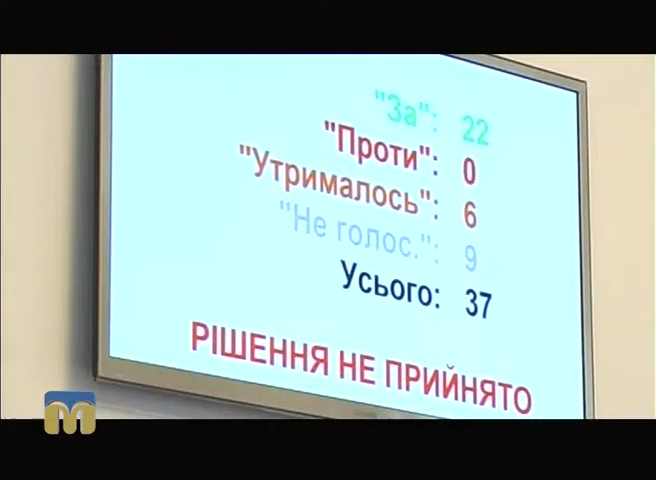 "За": 22
"Проти": 0
"Утрималось": 6
"Не голос.": 9
Усього: 37
РІШЕННЯ НЕ ПРИЙНЯТО